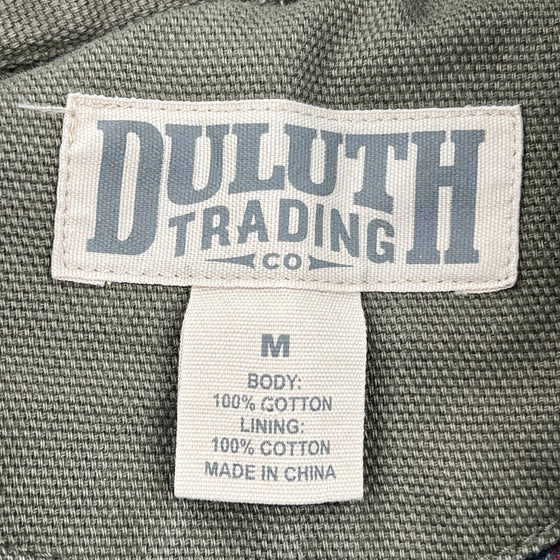 DULUTH
TRADING
CO
M
BODY:
100% COTTON
LINING:
100% COTTON
MADE IN CHINA